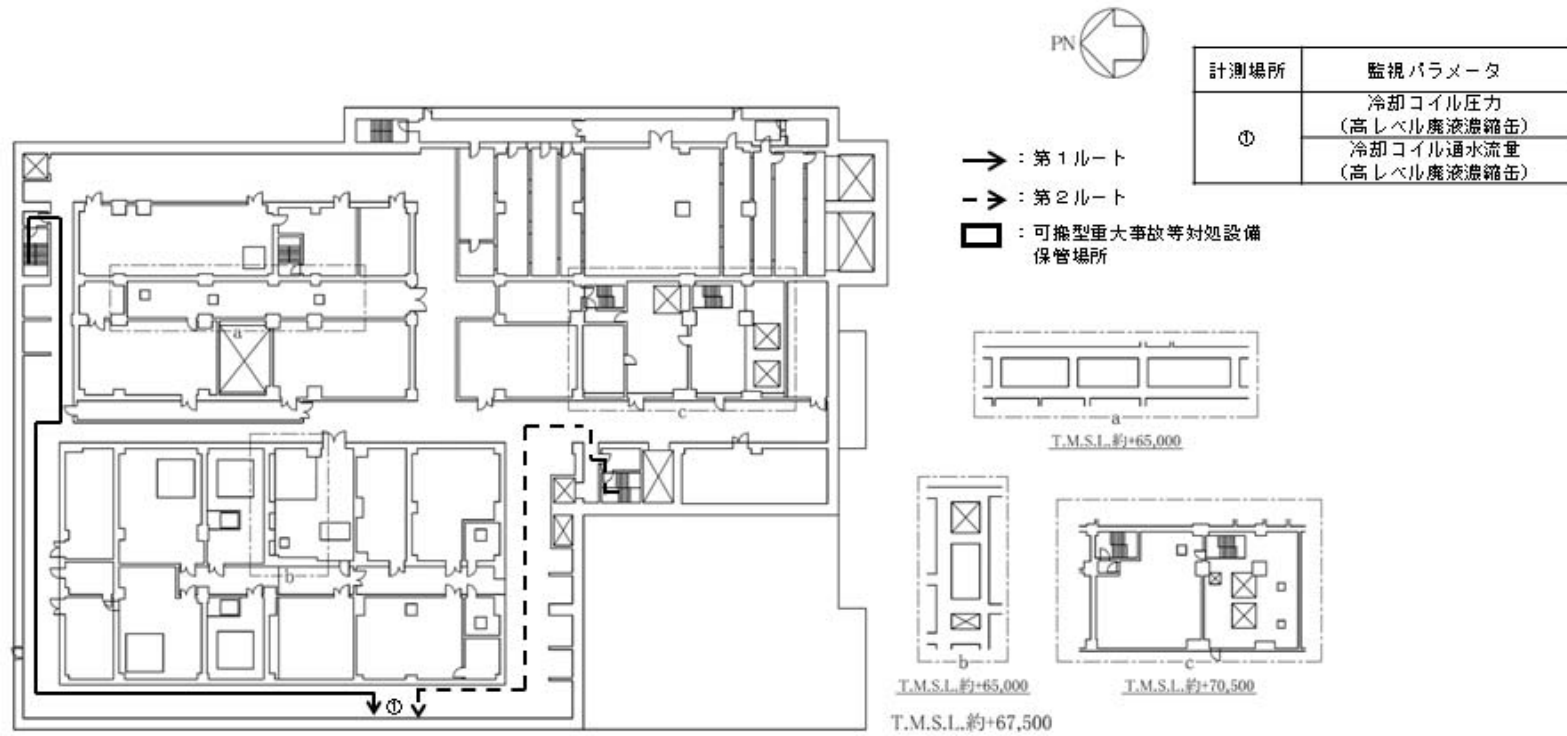 PN
計測場所
監視パラメータ
①
冷却コイル圧力
（高レベル廃液濃縮缶）
冷却コイル通水流量
（高レベル廃液濃縮缶）
：第１ルート
：第２ルート
：可搬型重大事故等対処設備
保管場所
a
c
b
①
a
T.M.S.L.約+65,000
b
T.M.S.L.約+65,000
c
T.M.S.L.約+70,500
T.M.S.L.約+67,500